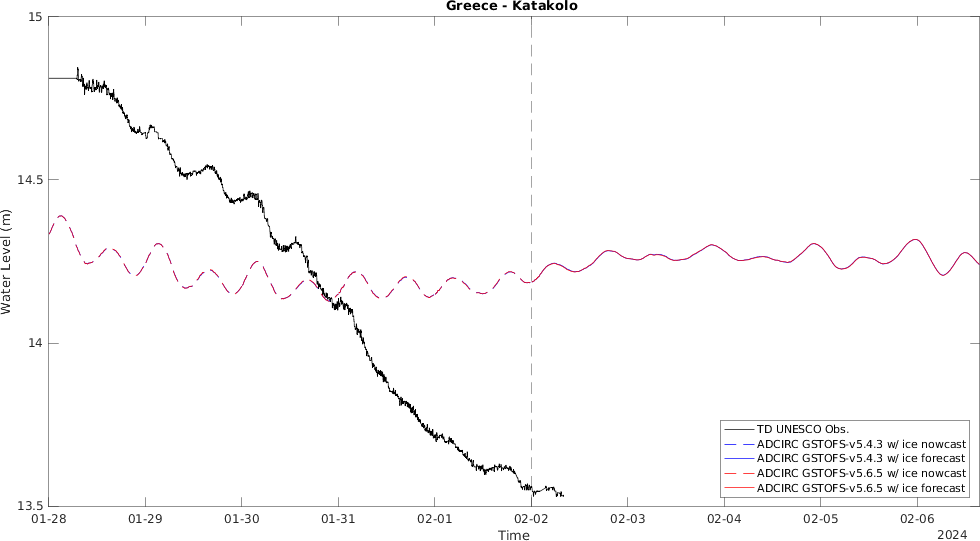 Greece - Katakolo
15
14.5
14
13.5
Water Level (m)
01-28 01-29 01-30 01-31 02-01 02-02 02-03 02-04 02-05 02-06
Time
2024
TD UNESCO Obs.
ADCIRC GSTOFS-v5.4.3 w/ ice nowcast
ADCIRC GSTOFS-v5.4.3 w/ ice forecast
ADCIRC GSTOFS-v5.6.5 w/ ice nowcast
ADCIRC GSTOFS-v5.6.5 w/ ice forecast